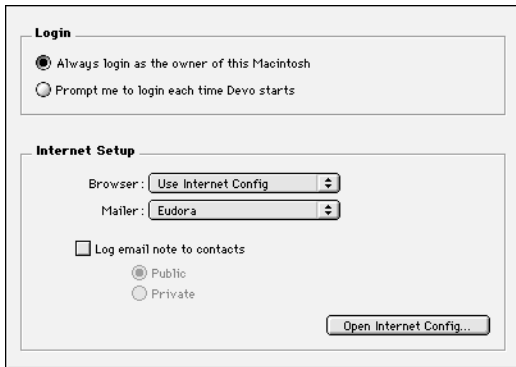 Login
Always login as the owner of this Macintosh
Prompt me to login each time Devo starts
Internet Setup
Browser: Use Internet Config
Mailer: Eudora
Log email note to contacts
Public
Private
Open Internet Config...